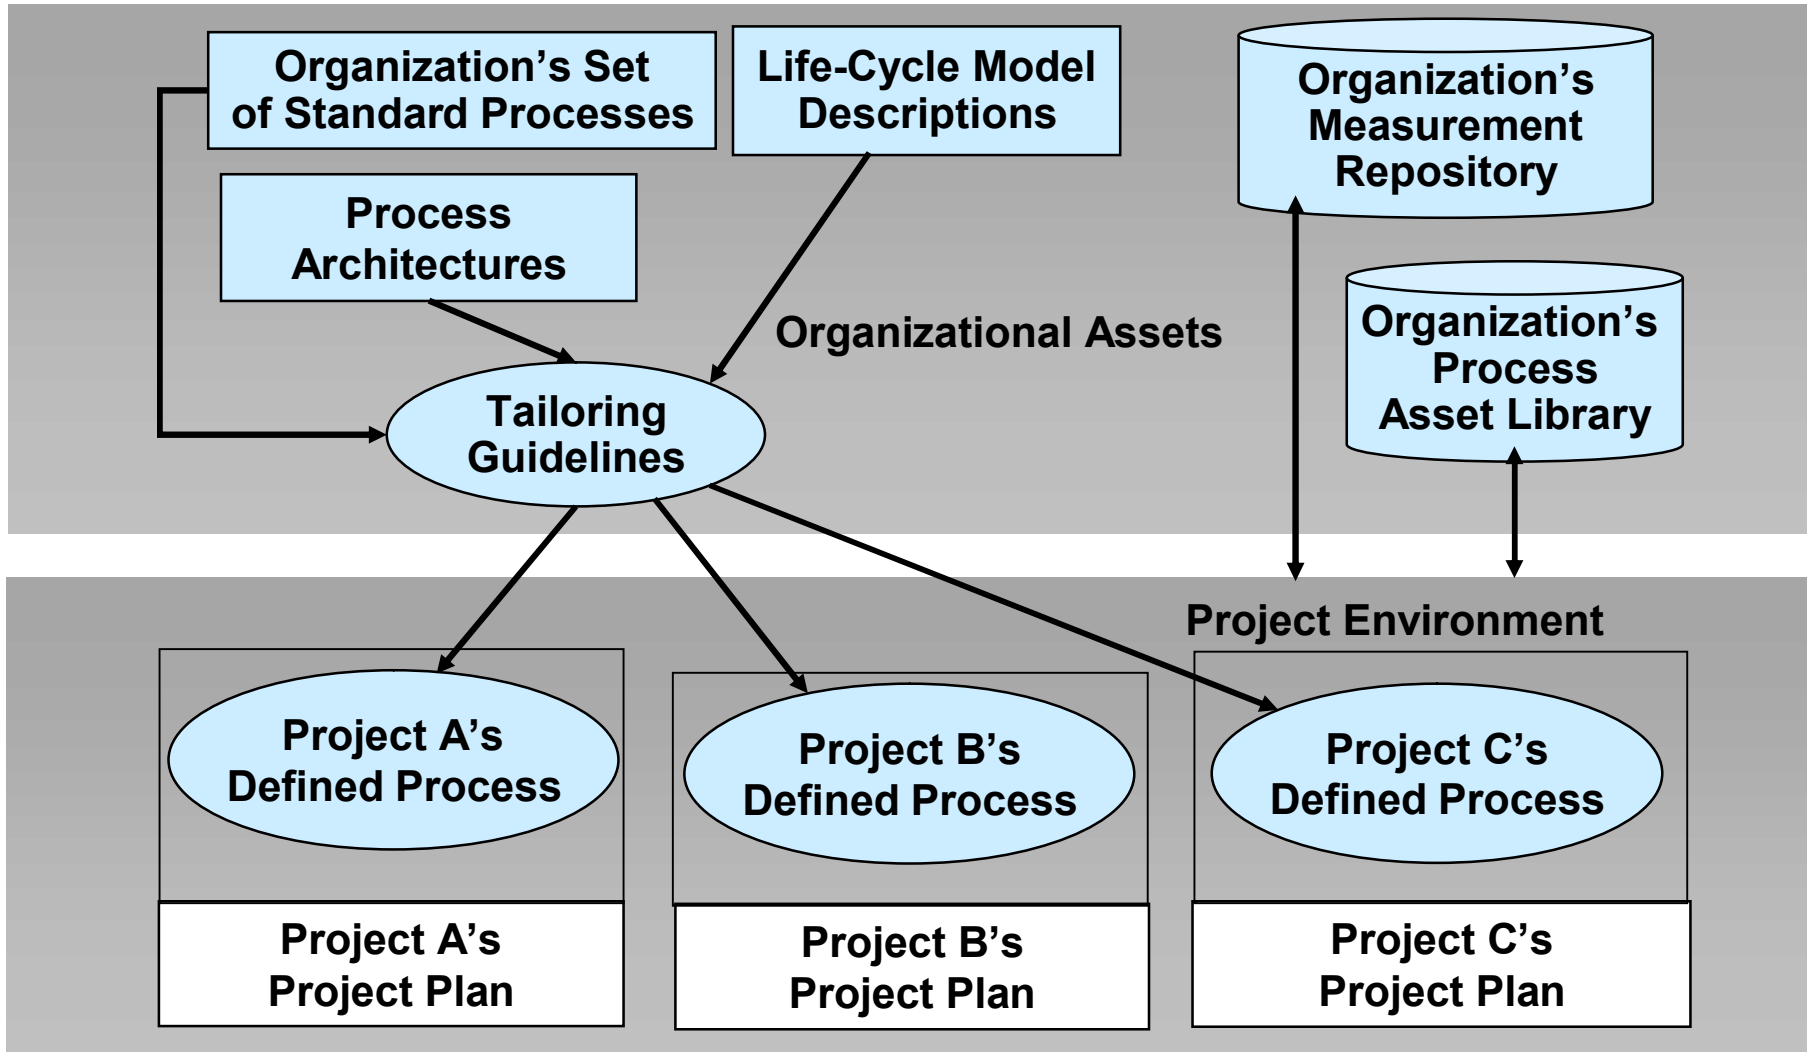 Organization’s Set
of Standard Processes
Life-Cycle Model
Descriptions
Organization’s
Measurement
Repository
Process
Architectures
Organizational Assets
Organization’s
Process
Asset Library
Tailoring
Guidelines
Project Environment
Project A’s
Defined Process
Project B’s
Defined Process
Project C’s
Defined Process
Project A’s
Project Plan
Project B’s
Project Plan
Project C’s
Project Plan